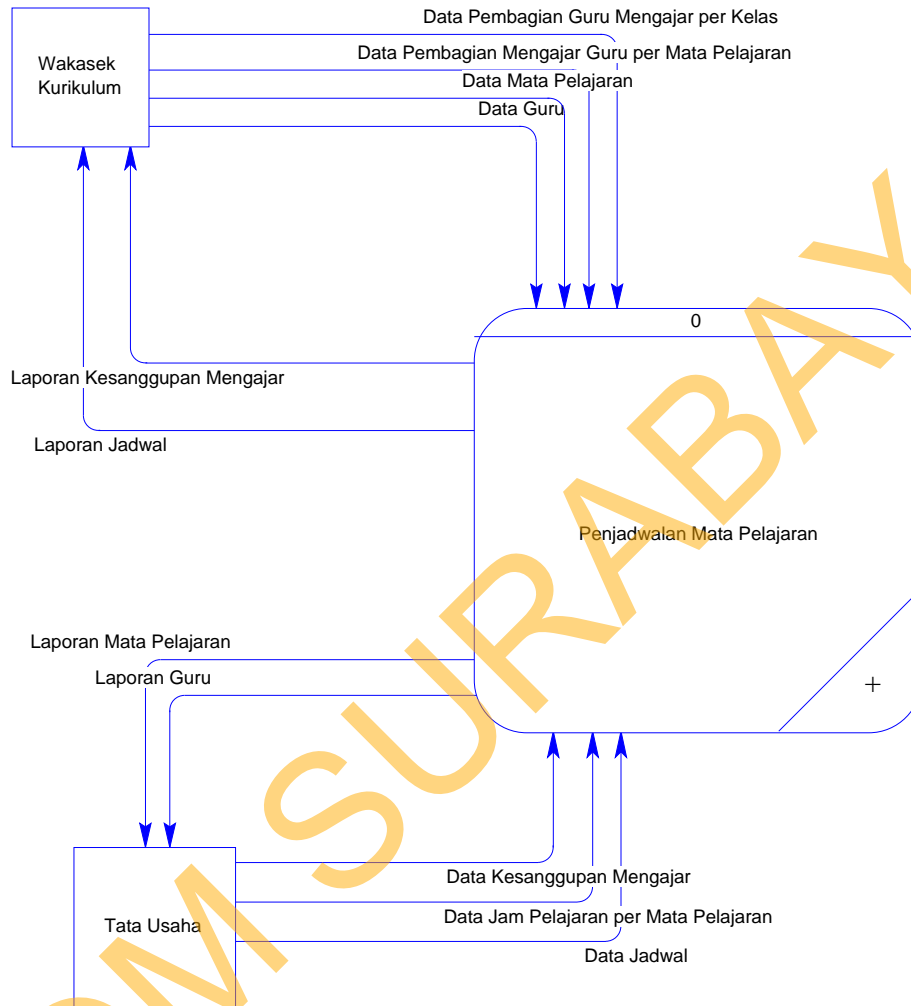 Data Pembagian Guru Mengajar per Kelas
Data Pembagian Mengajar Guru per Mata Pelajaran
Data Mata Pelajaran
Data Guru
Wakasek
Kurikulum
0
Laporan Kesanggupan Mengajar
Laporan Jadwal
Penjadwalan Mata Pelajaran
Laporan Mata Pelajaran
Laporan Guru
+
Data Kesanggupan Mengajar
Data Jam Pelajaran per Mata Pelajaran
Data Jadwal
Tata Usaha
OM SURABAY